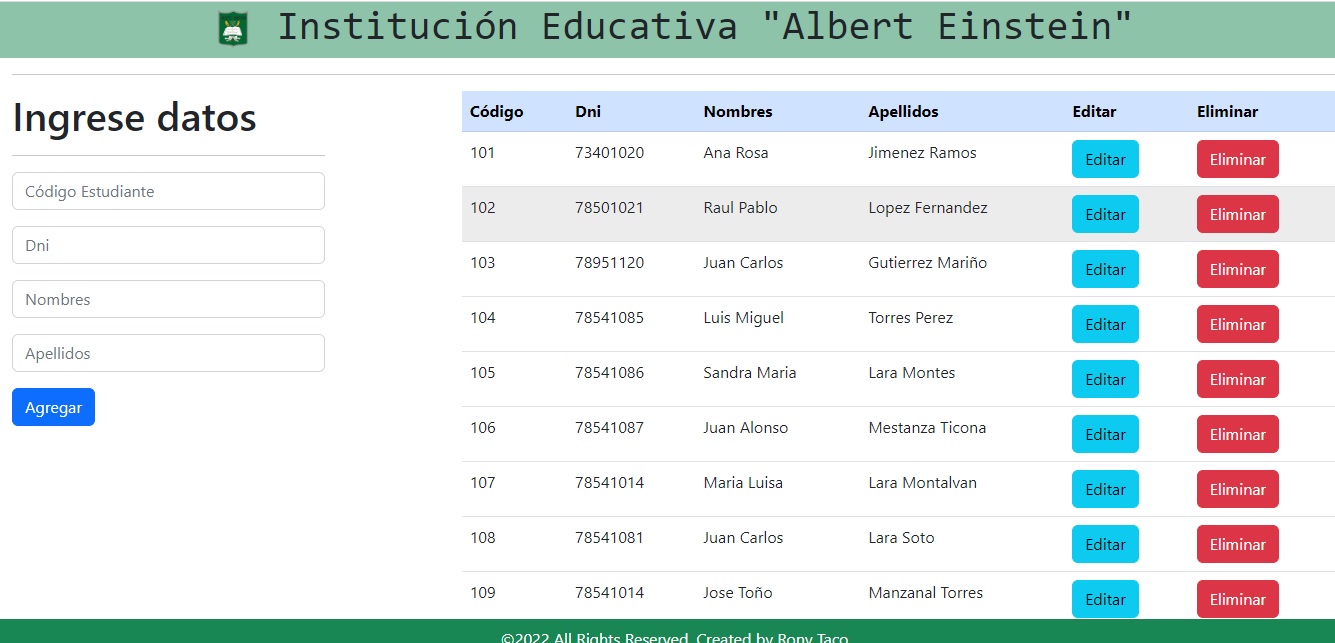 Institución Educativa "Albert Einstein"
Ingrese datos
Código Estudiante
Dni
Nombres
Apellidos
Agregar
Código Dni Nombres Apellidos Editar Eliminar
101 73401020 Ana Rosa Jimenez Ramos Editar Eliminar
102 78501021 Raul Pablo Lopez Fernandez Editar Eliminar
103 78951120 Juan Carlos Gutierrez Mariño Editar Eliminar
104 78541085 Luis Miguel Torres Perez Editar Eliminar
105 78541086 Sandra Maria Lara Montes Editar Eliminar
106 78541087 Juan Alonso Mestanza Ticona Editar Eliminar
107 78541014 Maria Luisa Lara Montalvan Editar Eliminar
108 78541081 Juan Carlos Lara Soto Editar Eliminar
109 78541014 Jose Toño Manzanal Torres Editar Eliminar
©2022 All Rights Reserved. Created by Rony Taco